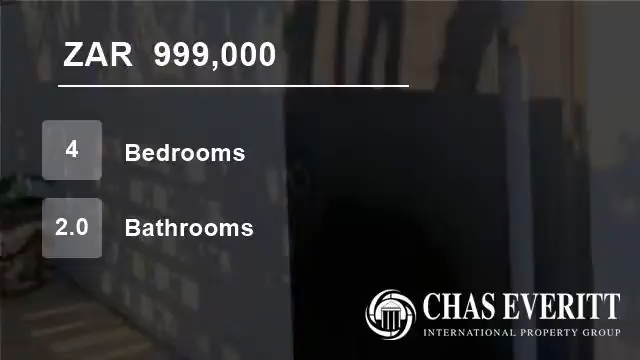 ZAR 999,000
4 Bedrooms
2.0 Bathrooms
CHAS EVERITT
INTERNATIONAL PROPERTY GROUP